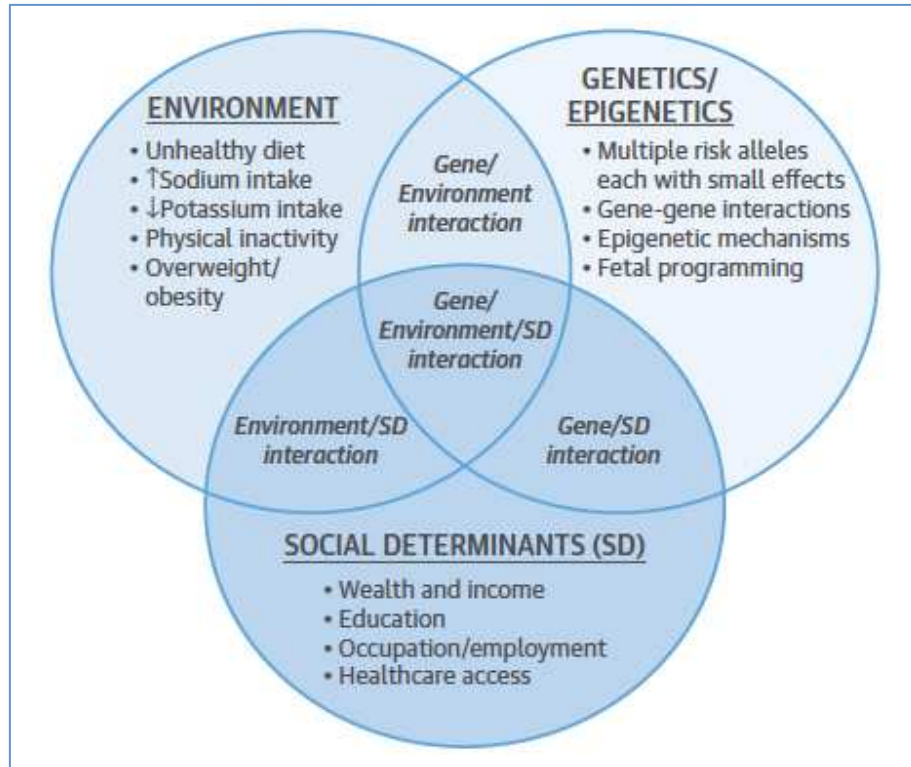 ENVIRONMENT
• Unhealthy diet
• ↑Sodium intake
• ↓Potassium intake
• Physical inactivity
• Overweight/
obesity
Gene/
Environment
interaction
GENETICS/
EPIGENETICS
• Multiple risk alleles
each with small effects
• Gene-gene interactions
• Epigenetic mechanisms
• Fetal programming
Gene/
Environment/SD
interaction
Environment/SD
interaction
Gene/SD
interaction
SOCIAL DETERMINANTS (SD)
• Wealth and income
• Education
• Occupation/employment
• Healthcare access